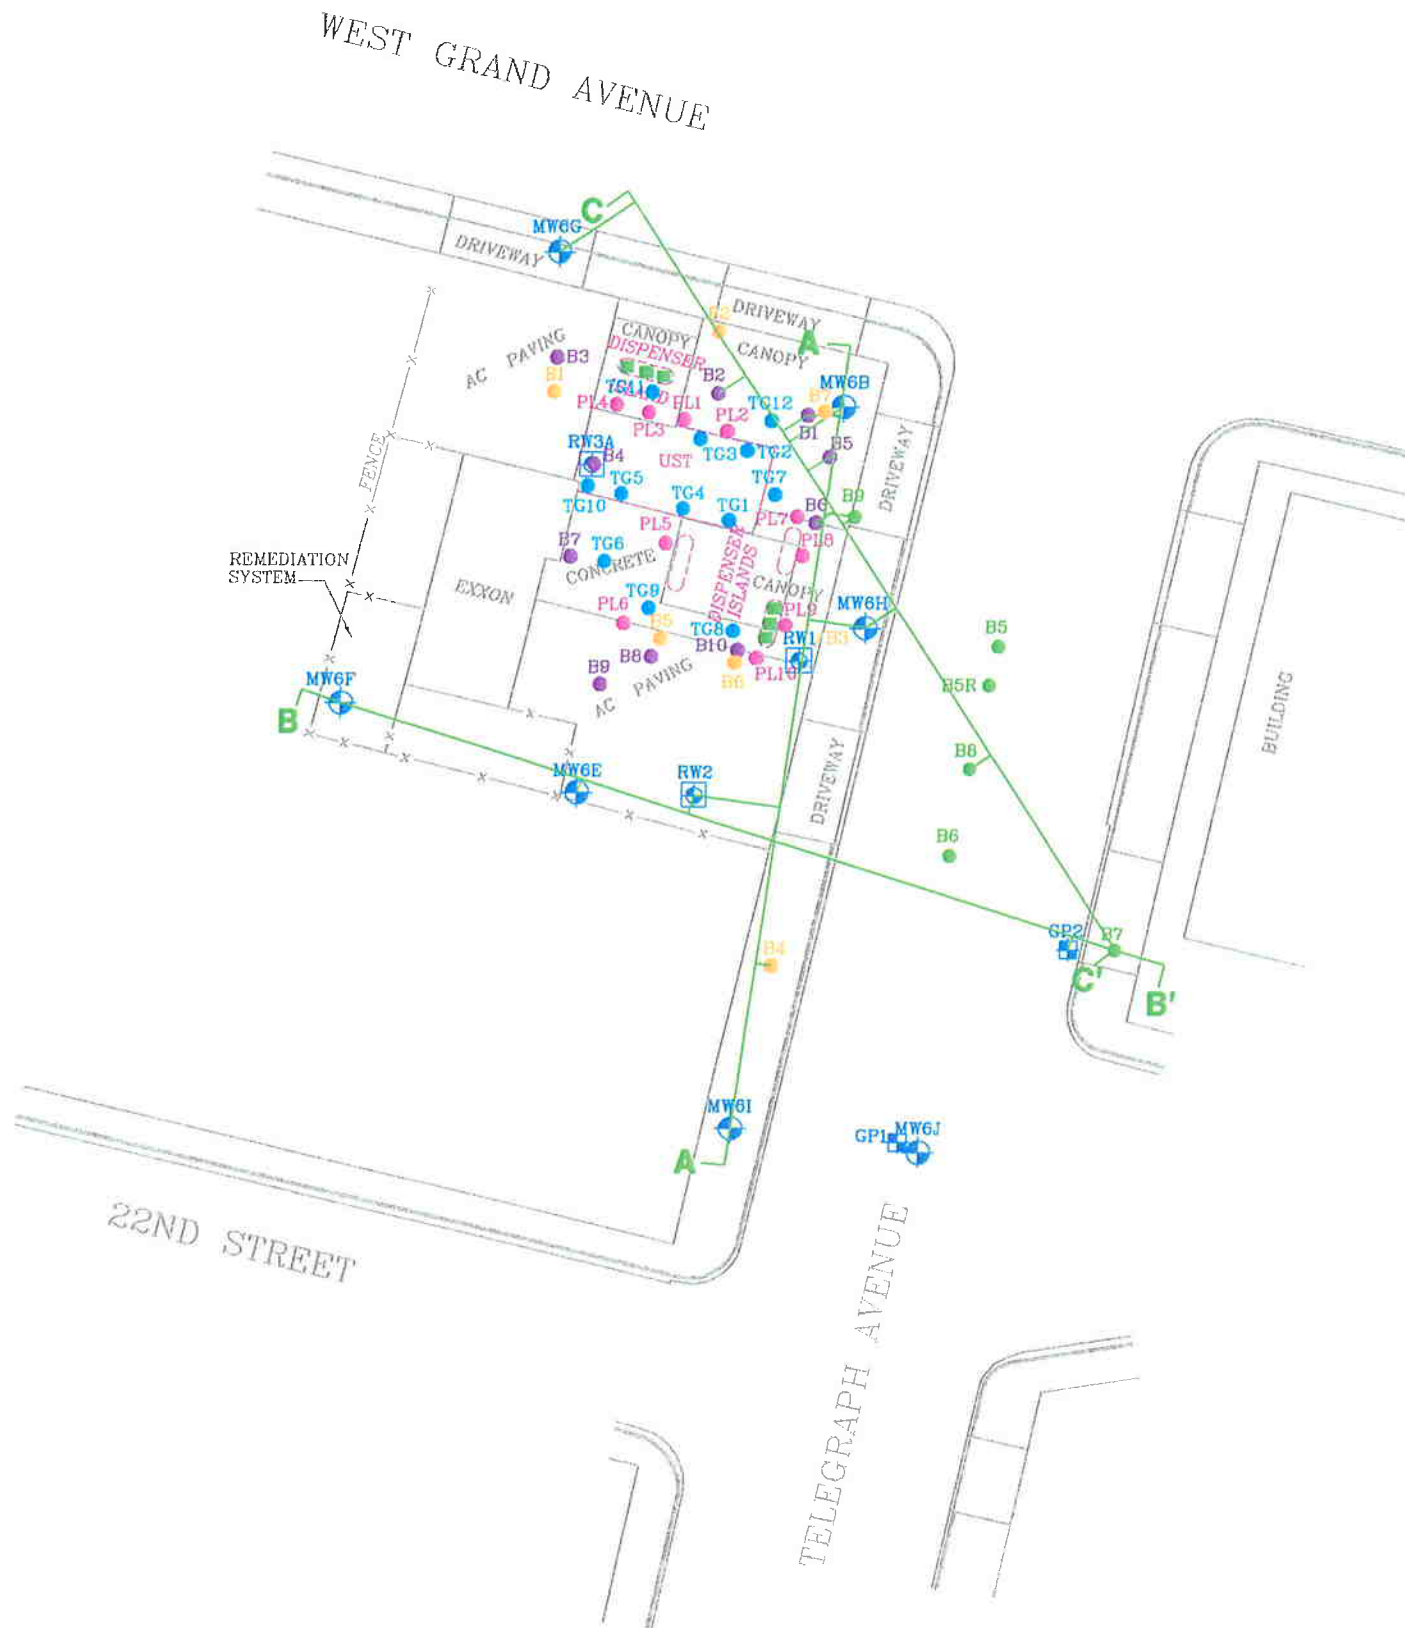 WEST GRAND AVENUE
C
MW6G
DRIVEWAY
B2
DRIVEWAY
CANOPY
CANOPY
A
AC PAVING
B3
DISPENSER
B1
TG11
ISLAND
B2
MW6B
PL4
PL1
PL3
PL2
TG12
B7
B1
RW3A
B4
UST
TG3
TG2
B5
DRIVEWAY
FENCE
TG10
TG5
TG4
TG1
TG7
PL7
B6
B9
PL5
PL8
B7
TG6
CONCRETE
DISPENSER
ISLANDS
CANOPY
REMEDIATION
SYSTEM
EXXON
TG9
PL6
B5
TG8
PL9
MW6H
B3
RW1
B10
B8
B6
PL10
B9
AC PAVING
B5
B5R
BUILDING
MW6F
B
MW6E
RW2
DRIVEWAY
B8
B6
B4
GP2
B7
C'
B'
MW6I
A
GP1
MW6J
22ND STREET
TELEGRAPH AVENUE